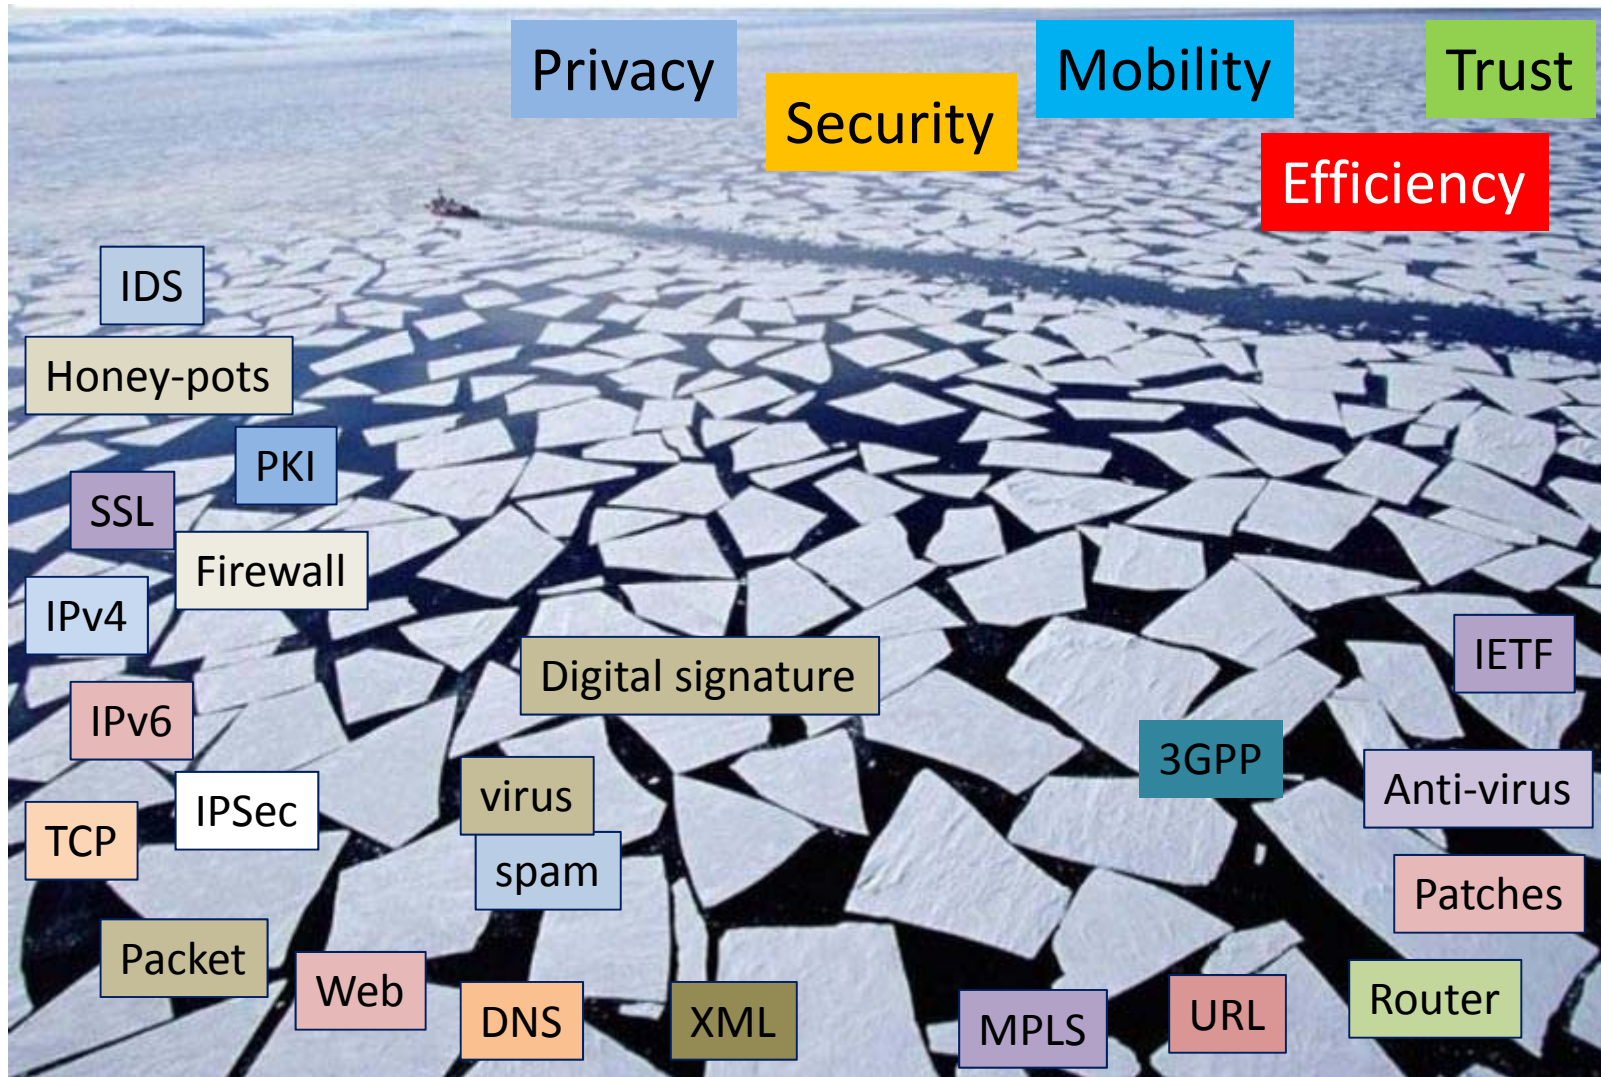 Privacy
Mobility
Trust
Security
Efficiency
IDS
Honey-pots
PKI
SSL
Firewall
IPv4
IETF
Digital signature
IPv6
3GPP
Anti-virus
virus
IPSec
TCP
spam
Patches
Packet
Web
Router
URL
DNS
XML
MPLS